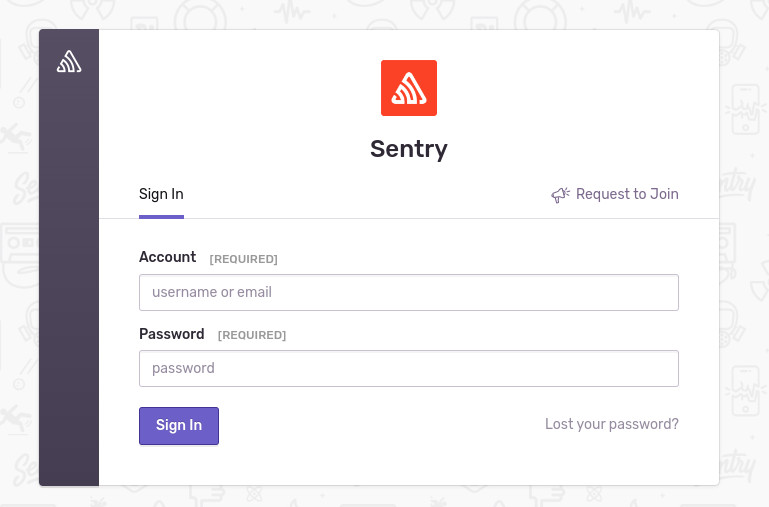 Sentry
Sign In
Request to Join
Account [REQUIRED]
username or email
Password [REQUIRED]
password
Sign In
Lost your password?